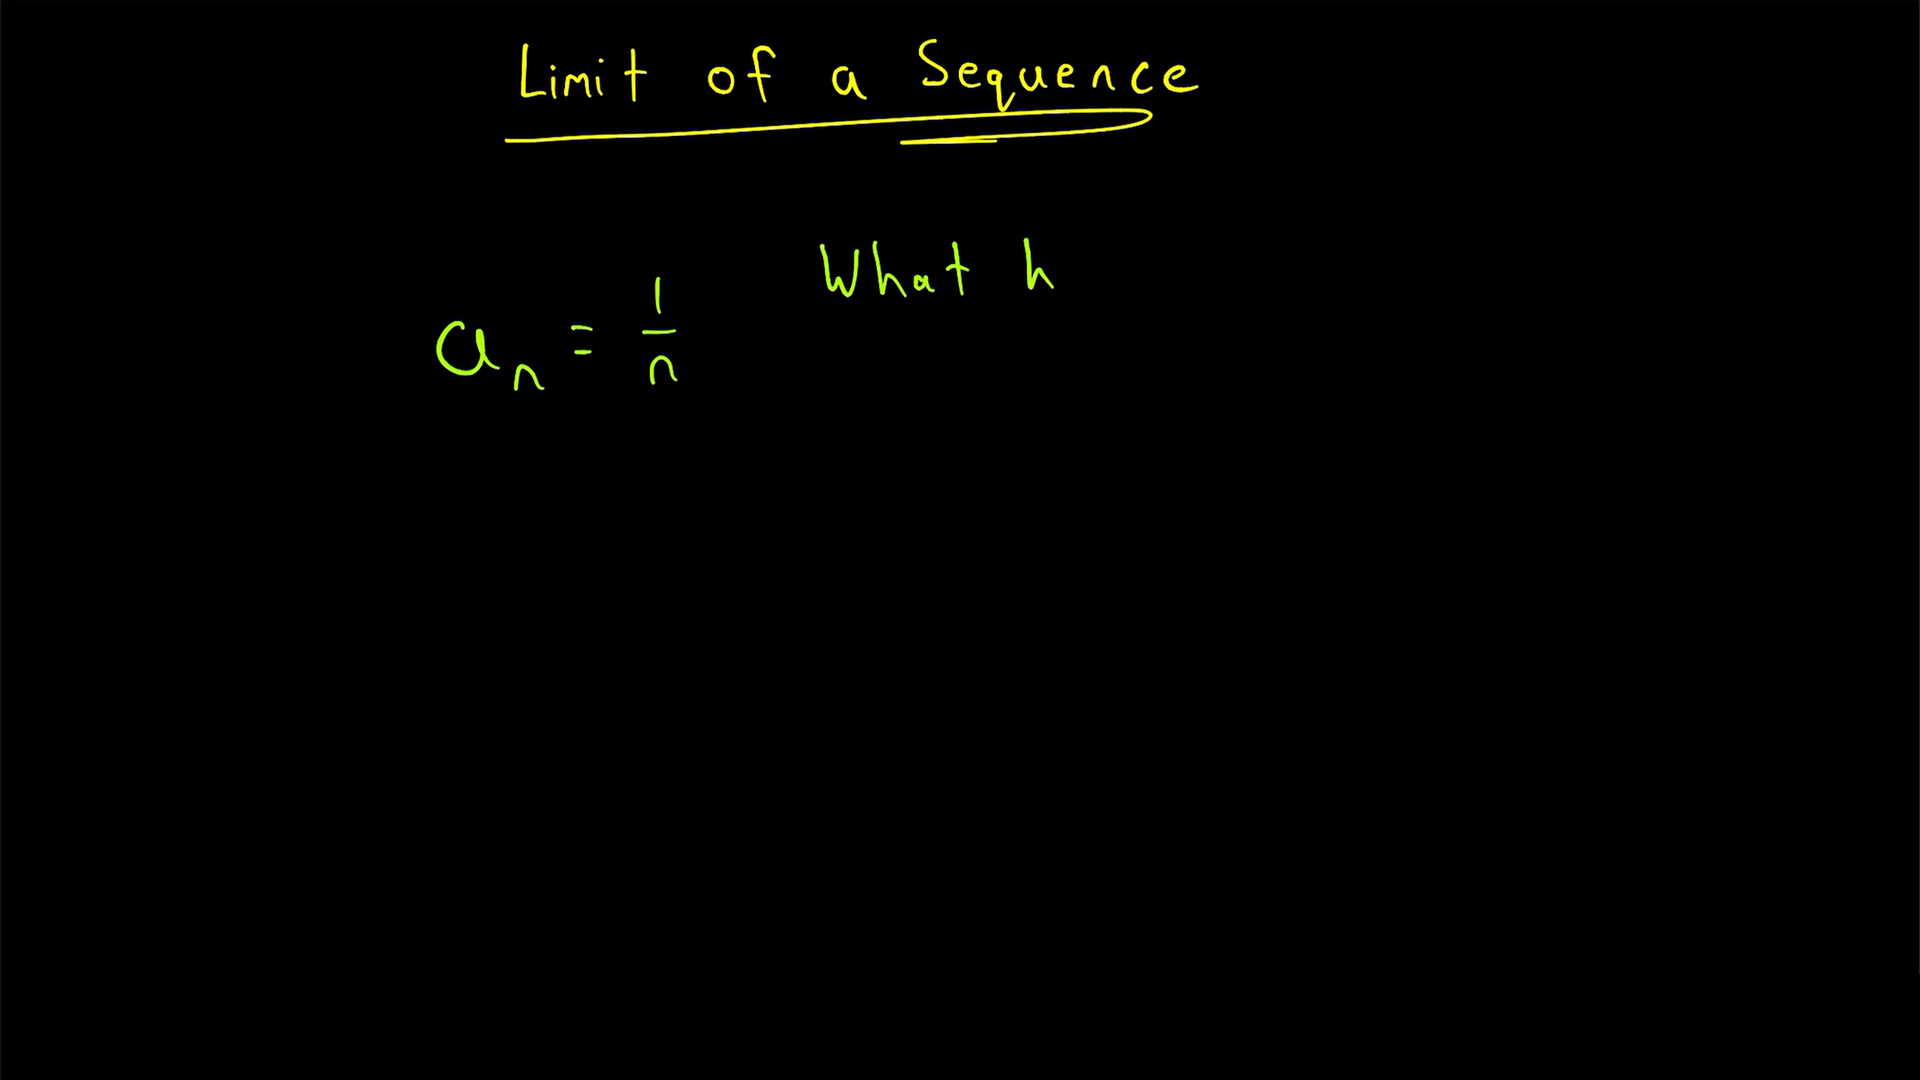 Limit of a Sequence
What h
aₙ = 1/n